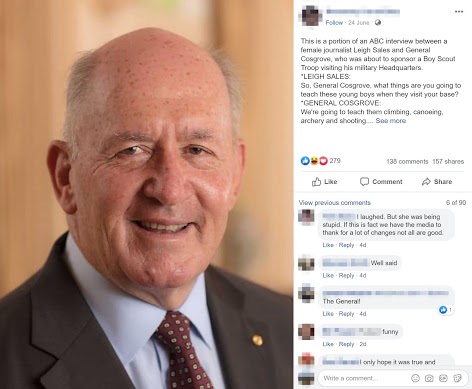 Follow · 24 June ·
This is a portion of an ABC interview between a
female journalist Leigh Sales and General
Cosgrove, who was about to sponsor a Boy Scout
Troop visiting his military Headquarters.
*LEIGH SALES:
So, General Cosgrove, what things are you going to
teach these young boys when they visit your base?
*GENERAL COSGROVE:
We're going to teach them climbing, canoeing,
archery and shooting.... See more
279
138 comments 157 shares
Like Comment Share
View previous comments 6 of 90
I laughed. But she was being
stupid. If this is fact we have the media to
thank for a lot of changes not all are good.
Like · Reply · 4d
Well said
Like · Reply · 4d
The General!
1
Like · Reply · 4d
funny
Like · Reply · 2d
I only hope it was true and
Write a comment...
GIF